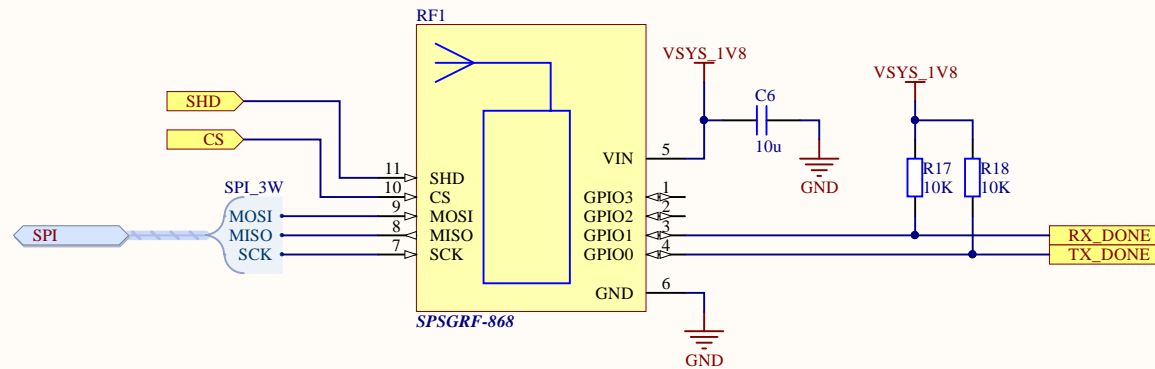 RF1
VSYS_1V8
VSYS_1V8
C6
10u
GND
SHD
CS
SPI_3W
MOSI
MISO
SCK
SPI
11
10
9
8
7
SHD
CS
MOSI
MISO
SCK
VIN
GPIO3
GPIO2
GPIO1
GPIO0
GND
5
1
2
3
4
6
R17
10K
R18
10K
RX_DONE
TX_DONE
SPSGRF-868
GND